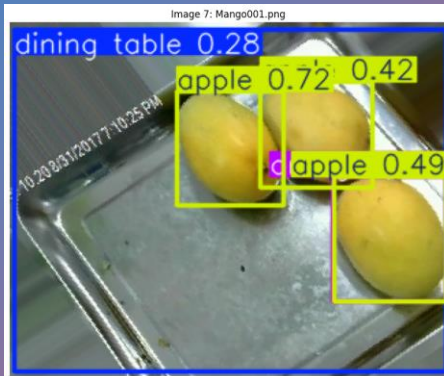 Image 7: Mango001.png
dining table 0.28
10.20 8/31/2017 7:10:25 PM
apple 0.72
0.42
apple 0.49